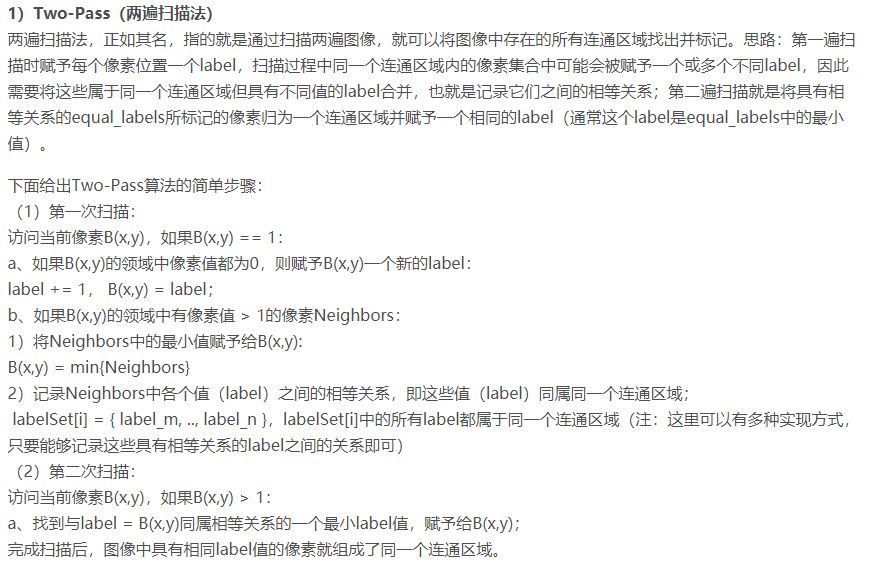 1）Two-Pass（两遍扫描法）
两遍扫描法，正如其名，指的就是通过扫描两遍图像，就可以将图像中存在的所有连通区域找出并标记。思路：第一遍扫
描时赋予每个像素位置一个label，扫描过程中同一个连通区域内的像素集合中可能会被赋予一个或多个不同label，因此
需要将这些属于同一个连通区域但具有不同值的label合并，也就是记录它们之间的相等关系；第二遍扫描就是将具有相
等关系的equal_labels所标记的像素归为一个连通区域并赋予一个相同的label（通常这个label是equal_labels中的最小
值）。
下面给出Two-Pass算法的简单步骤：
（1）第一次扫描：
访问当前像素B(x,y)，如果B(x,y) == 1：
a、如果B(x,y)的领域中像素值都为0，则赋予B(x,y)一个新的label：
label += 1， B(x,y) = label；
b、如果B(x,y)的领域中有像素值 > 1的像素Neighbors：
1）将Neighbors中的最小值赋予给B(x,y):
B(x,y) = min{Neighbors}
2）记录Neighbors中各个值（label）之间的相等关系，即这些值（label）同属同一个连通区域；
labelSet[i] = { label_m, .., label_n }，labelSet[i]中的所有label都属于同一个连通区域（注：这里可以有多种实现方式，
只要能够记录这些具有相等关系的label之间的关系即可）
（2）第二次扫描：
访问当前像素B(x,y)，如果B(x,y) > 1：
a、找到与label = B(x,y)同属相等关系的一个最小label值，赋予给B(x,y)；
完成扫描后，图像中具有相同label值的像素就组成了同一个连通区域。